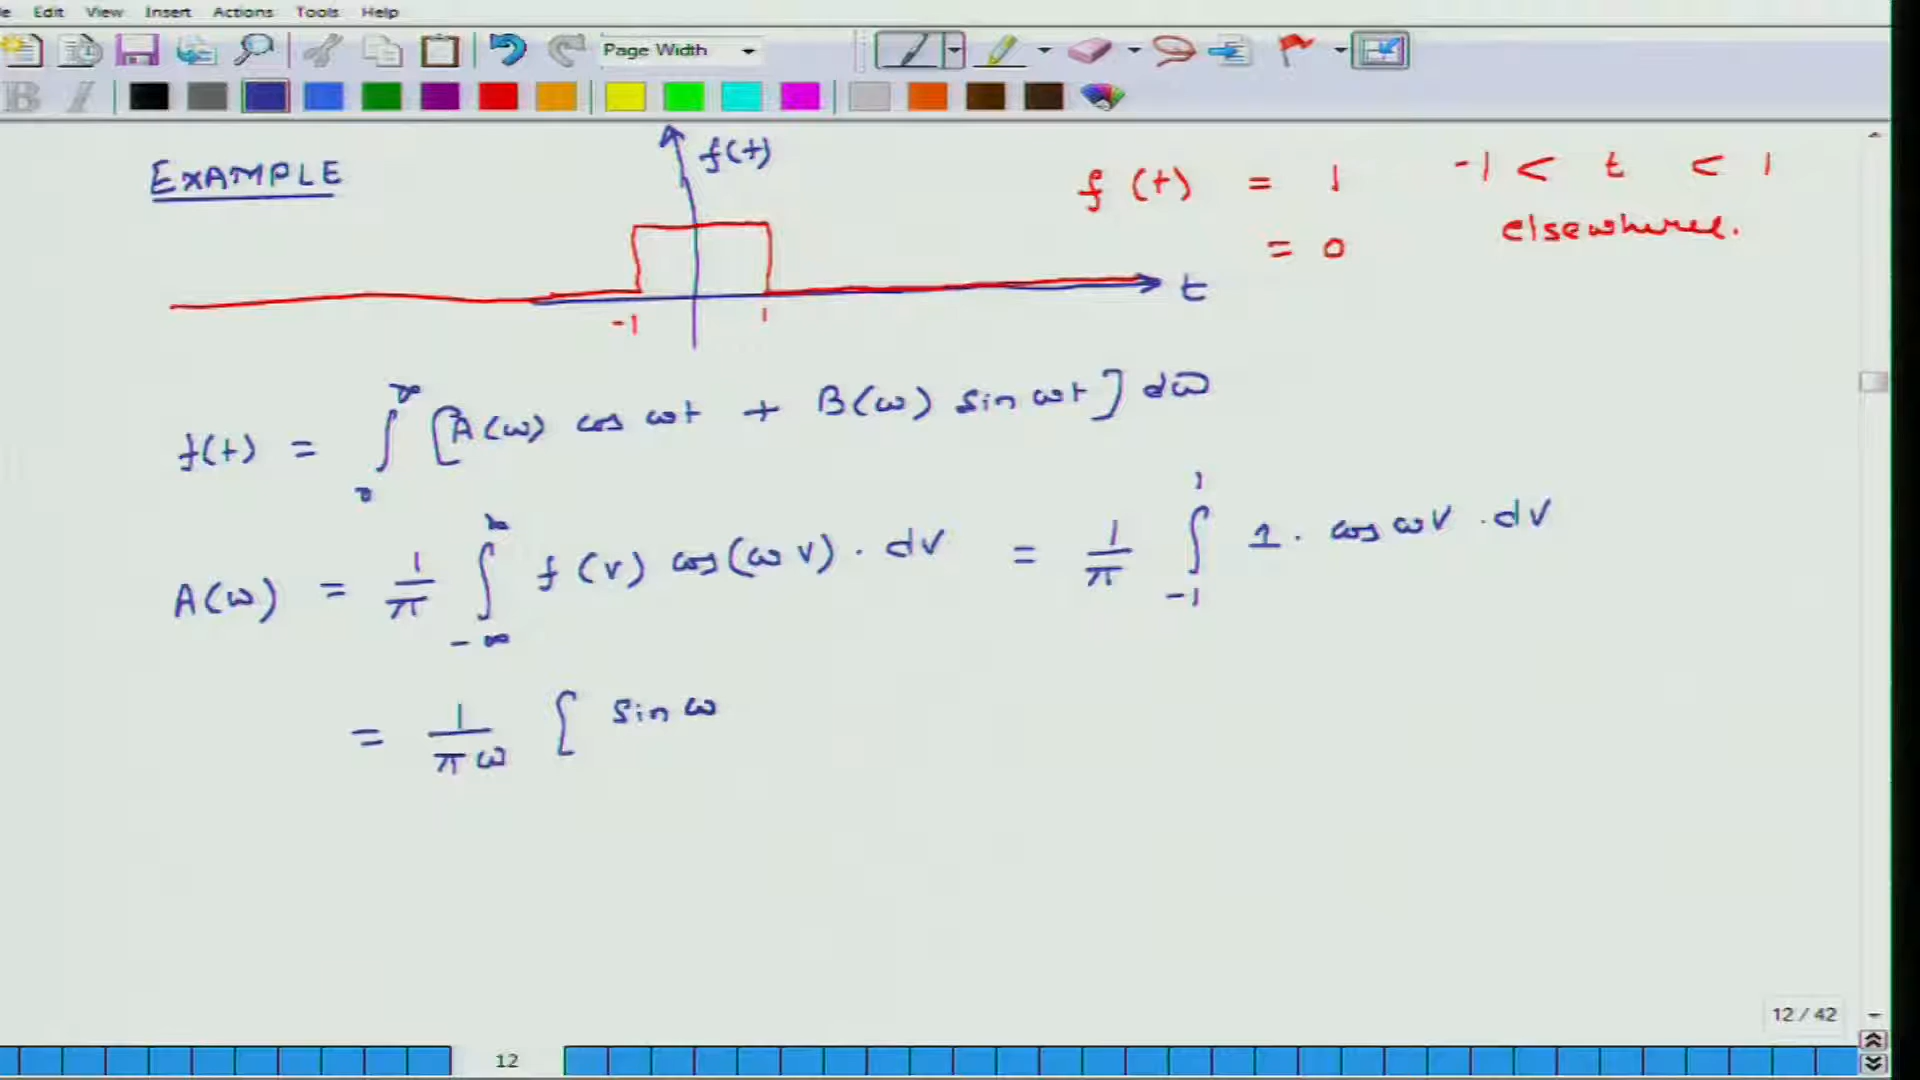 Edit View Insert Actions Tools Help
Page Width
EXAMPLE
f(t)
f(t) = 1 -1 < t < 1
= 0 elsewhere.
t
-1 1
f(t) = ∫₀^∞ [A(ω) cos ωt + B(ω) sin ωt] dω
A(ω) = 1/π ∫₋∞^∞ f(v) cos(ωv) · dv = 1/π ∫₋₁^1 1 · cos ωv · dv
= 1/πω [ sin ω
12 / 42
12